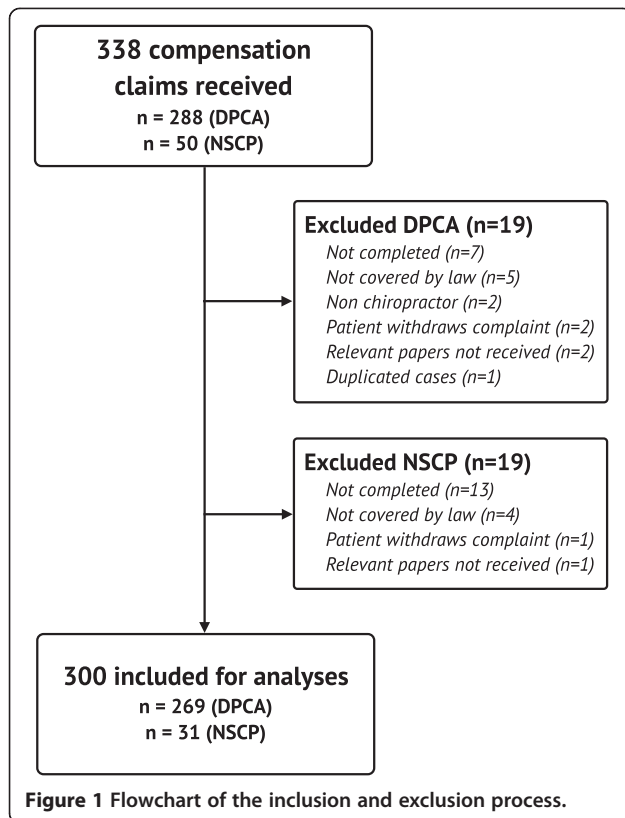 338 compensation
claims received
n = 288 (DPCA)
n = 50 (NSCP)
Excluded DPCA (n=19)
Not completed (n=7)
Not covered by law (n=5)
Non chiropractor (n=2)
Patient withdraws complaint (n=2)
Relevant papers not received (n=2)
Duplicated cases (n=1)
Excluded NSCP (n=19)
Not completed (n=13)
Not covered by law (n=4)
Patient withdraws complaint (n=1)
Relevant papers not received (n=1)
300 included for analyses
n = 269 (DPCA)
n = 31 (NSCP)
Figure 1 Flowchart of the inclusion and exclusion process.